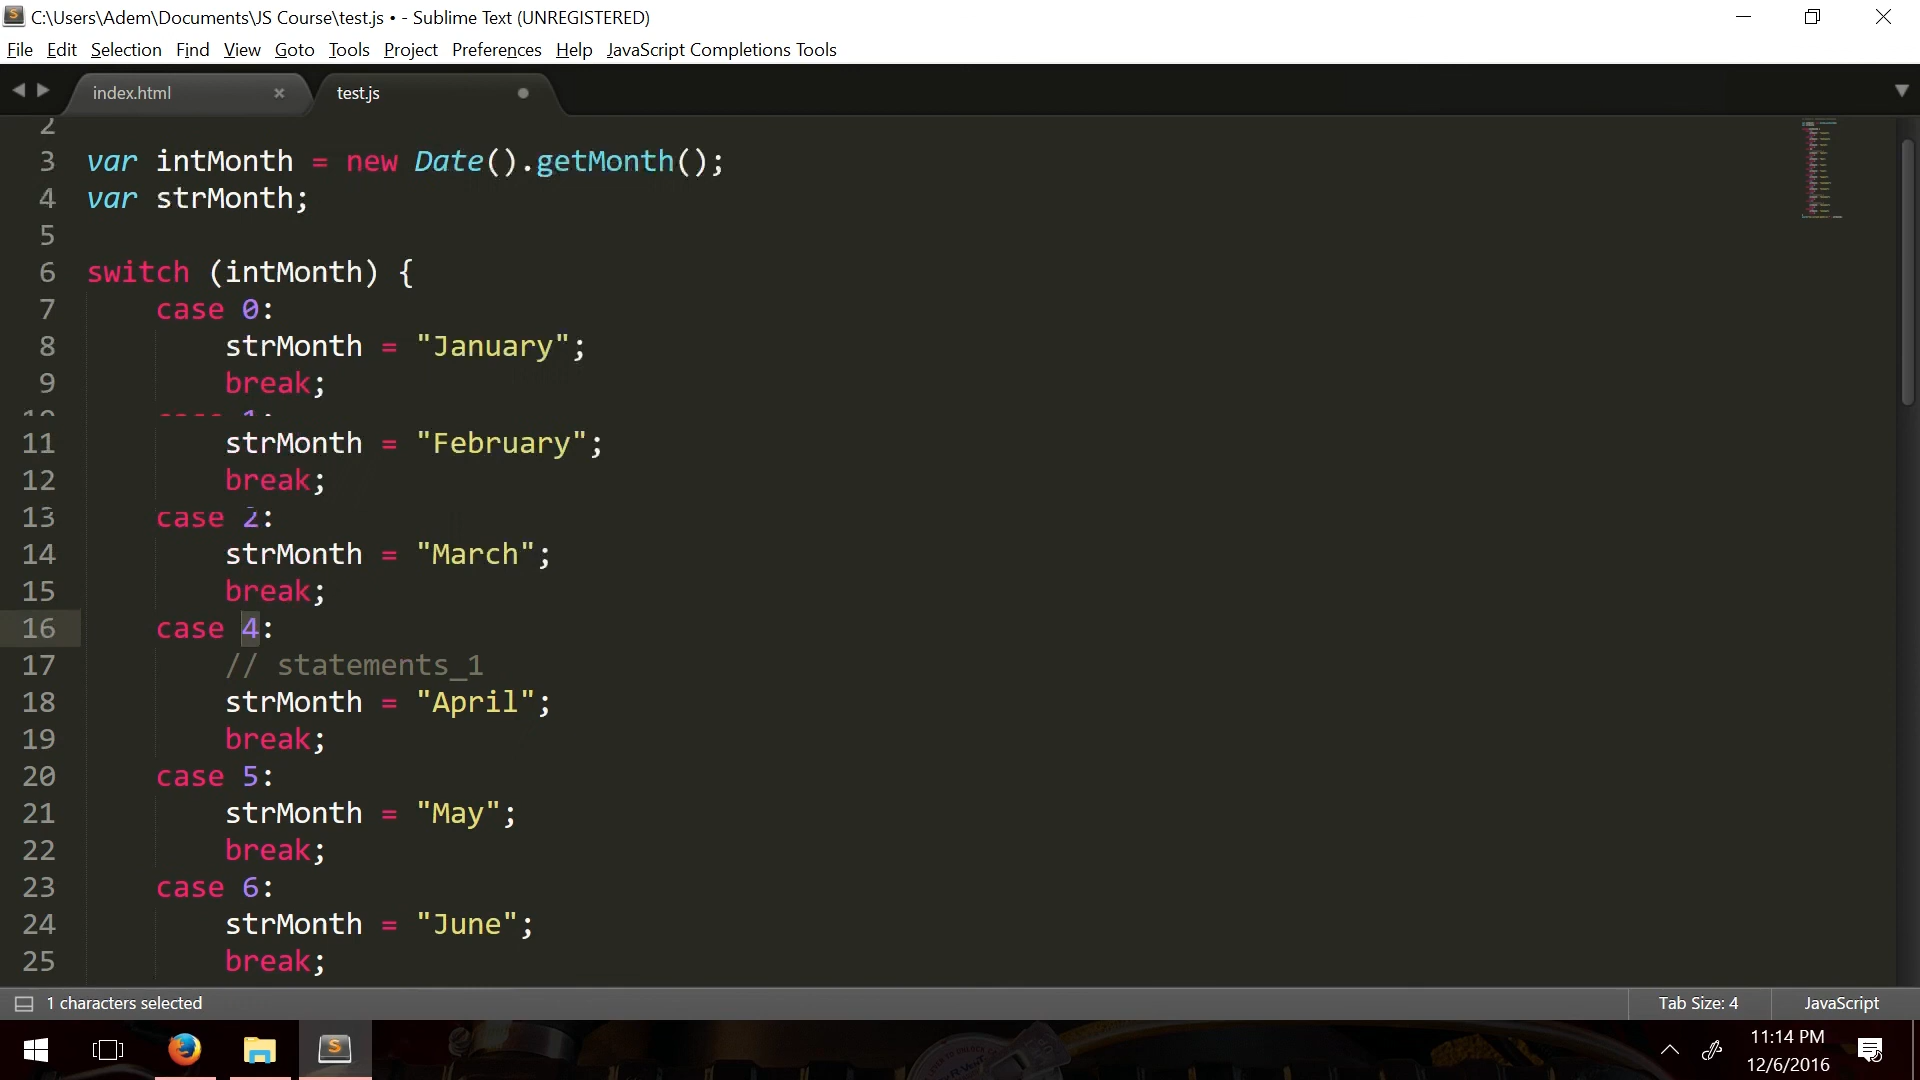 C:\Users\Adem\Documents\JS Course\test.js • - Sublime Text (UNREGISTERED)
File Edit Selection Find View Goto Tools Project Preferences Help JavaScript Completions Tools
index.html × test.js
2
3 var intMonth = new Date().getMonth();
4 var strMonth;
5
6 switch (intMonth) {
7 case 0:
8 strMonth = "January";
9 break;
10 case 1:
11 strMonth = "February";
12 break;
13 case 2:
14 strMonth = "March";
15 break;
16 case 4:
17 // statements_1
18 strMonth = "April";
19 break;
20 case 5:
21 strMonth = "May";
22 break;
23 case 6:
24 strMonth = "June";
25 break;
1 characters selected Tab Size: 4 JavaScript
11:14 PM
12/6/2016